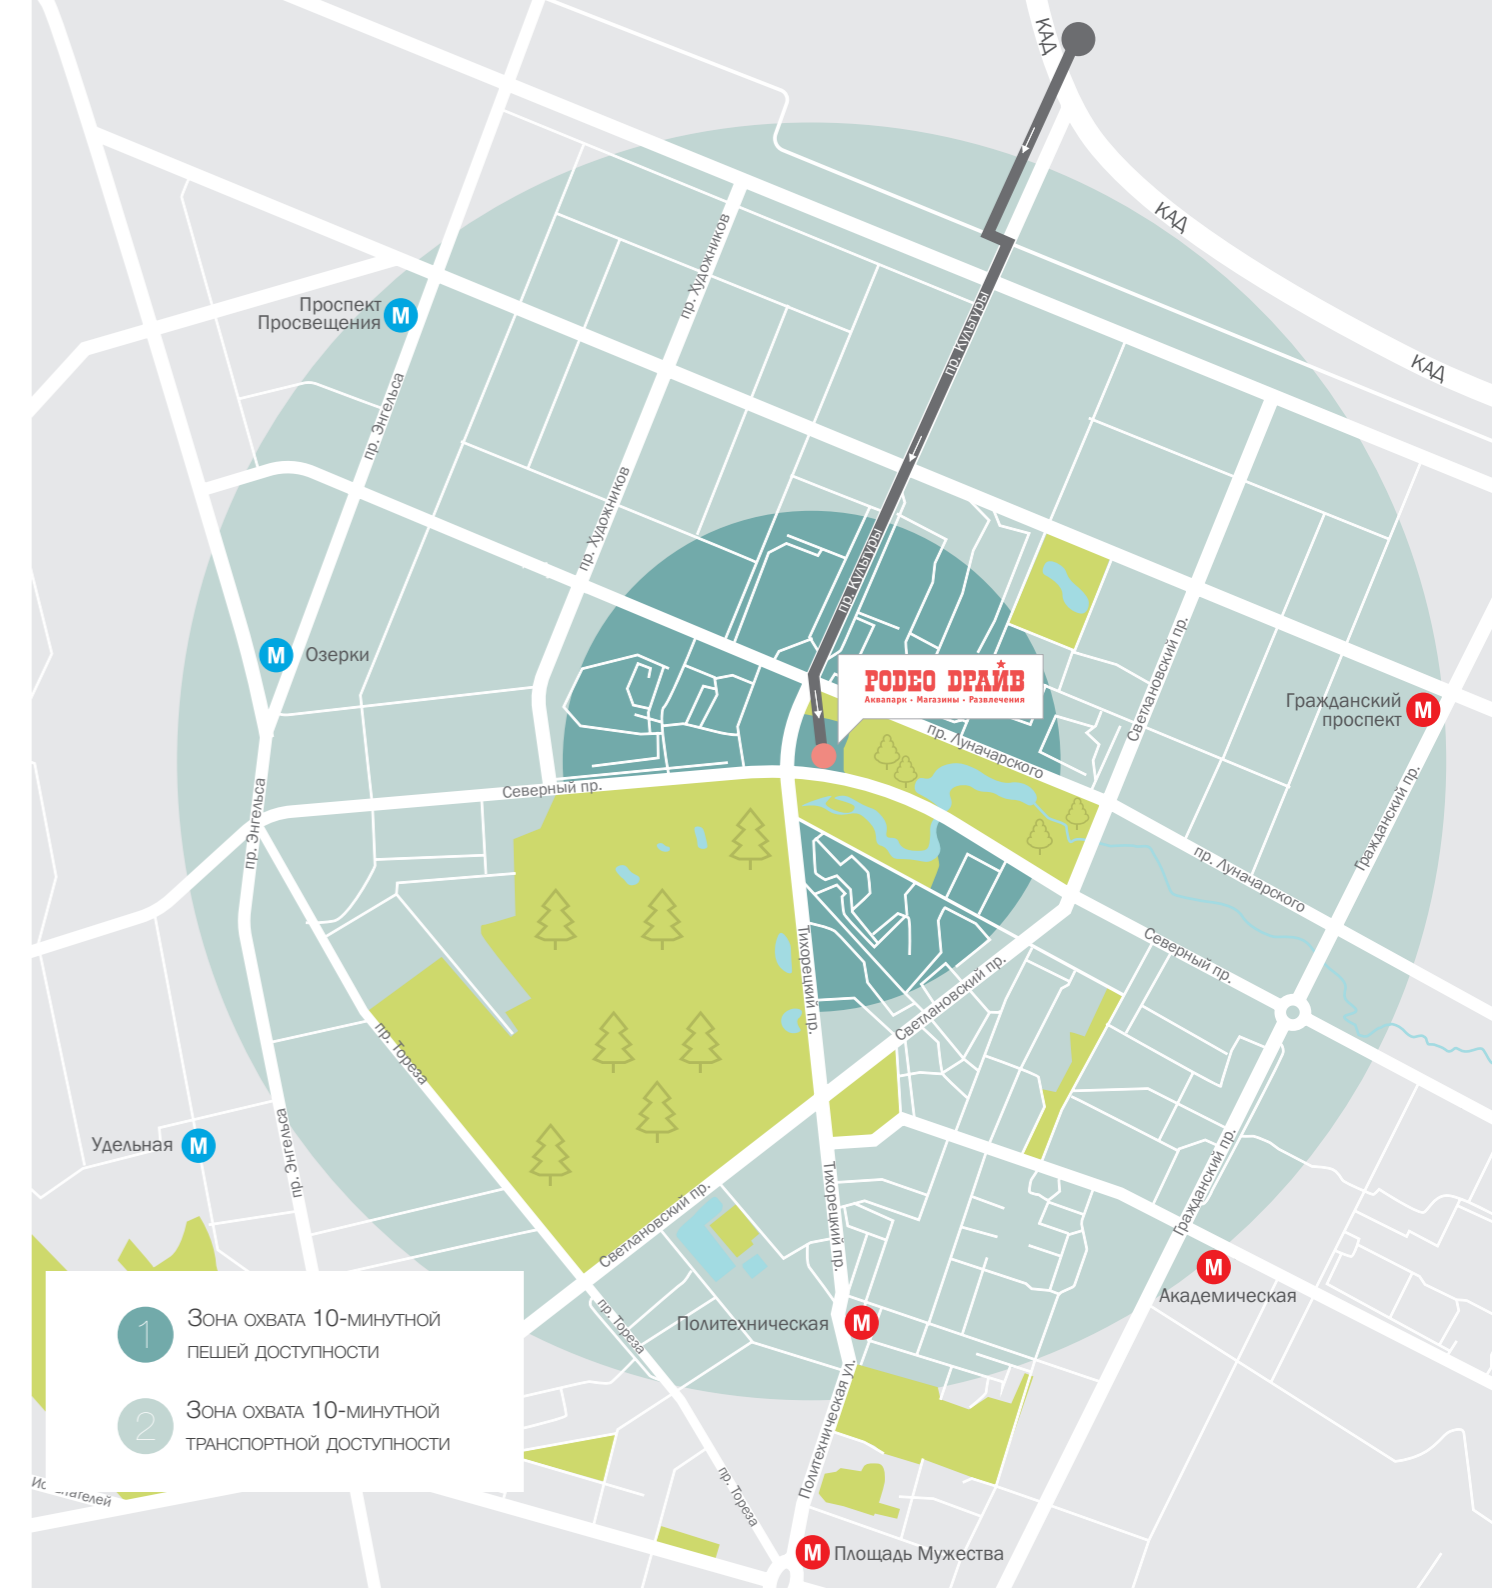 КАД
КАД
КАД
пр. Художников
пр. Культуры
Проспект
Просвещения
М
пр. Энгельса
пр. Художников
пр. Культуры
Озерки
М
РОDЕО DРАЙВ
Аквапарк • Магазины • Развлечения
Светлановский пр.
Гражданский
проспект
М
пр. Луначарского
Северный пр.
пр. Энгельса
Гражданский пр.
пр. Луначарского
Тихорецкий пр.
Северный пр.
Светлановский пр.
пр. Тореза
Удельная
М
пр. Энгельса
Тихорецкий пр.
Гражданский пр.
Светлановский пр.
М
Академическая
Политехническая
М
пр. Тореза
1
Зона охвата 10-минутной
пешей доступности
2
Зона охвата 10-минутной
транспортной доступности
Политехническая ул.
пр. Тореза
М
Площадь Мужества